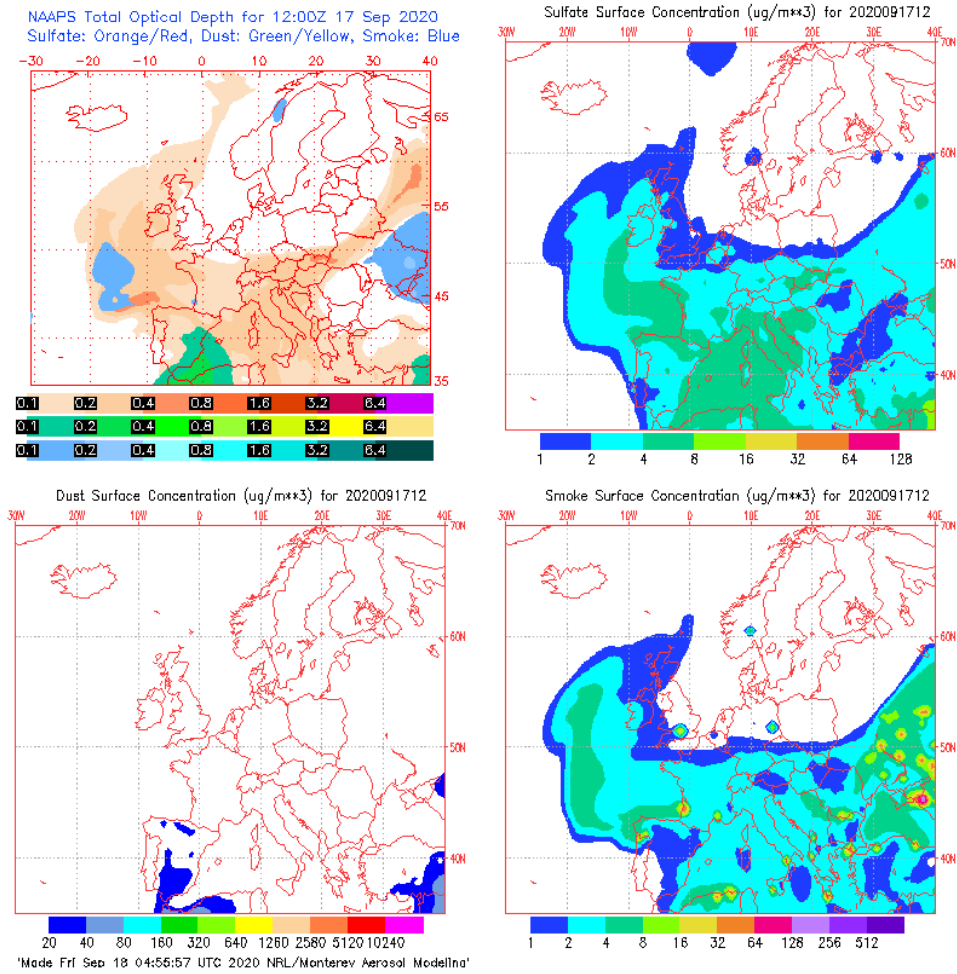 NAAPS Total Optical Depth for 12:00Z 17 Sep 2020
Sulfate: Orange/Red, Dust: Green/Yellow, Smoke: Blue
-30 -20 -10 0 10 20 30 40
65
55
45
35
0.1 0.2 0.4 0.8 1.6 3.2 6.4
0.1 0.2 0.4 0.8 1.6 3.2 6.4
0.1 0.2 0.4 0.8 1.6 3.2 6.4
Sulfate Surface Concentration (ug/m**3) for 2020091712
30W 20W 10W 0 10E 20E 30E 40E
70N
60N
50N
40N
1 2 4 8 16 32 64 128
Dust Surface Concentration (ug/m**3) for 2020091712
30W 20W 10W 0 10E 20E 30E 40E
70N
60N
50N
40N
20 40 80 160 320 640 1280 2580 5120 10240
'Made Fri Sep 18 04:55:57 UTC 2020 NRL/Monterey Aerosol Modeling'
Smoke Surface Concentration (ug/m**3) for 2020091712
30W 20W 10W 0 10E 20E 30E 40E
70N
60N
50N
40N
1 2 4 8 16 32 64 128 256 512